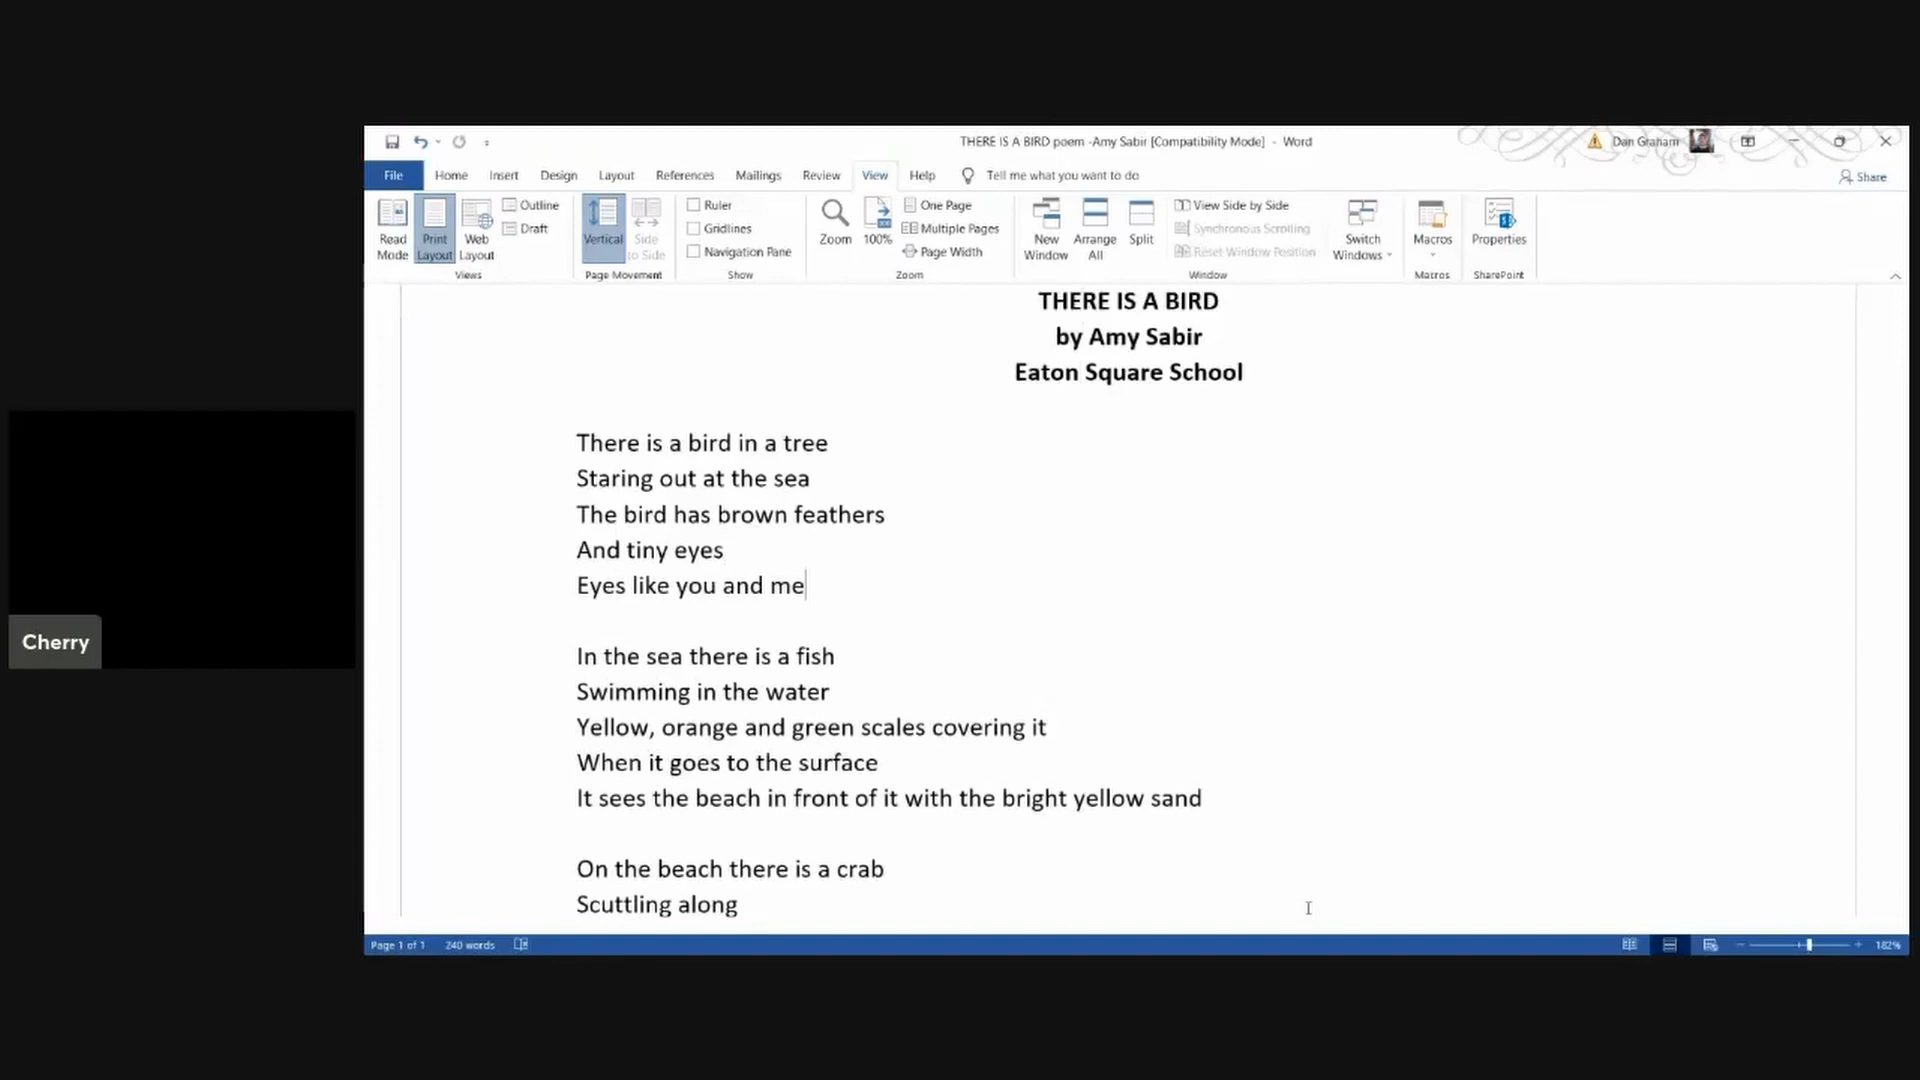 THERE IS A BIRD poem -Amy Sabir [Compatibility Mode] - Word
Dan Graham
File Home Insert Design Layout References Mailings Review View Help Tell me what you want to do
Share
Read Mode
Print Layout
Web Layout
Outline
Draft
Views
Vertical
Side to Side
Page Movement
Ruler
Gridlines
Navigation Pane
Show
Zoom
100%
One Page
Multiple Pages
Page Width
Zoom
New Window
Arrange All
Split
View Side by Side
Synchronous Scrolling
Reset Window Position
Window
Switch Windows
Macros
Macros
Properties
SharePoint
THERE IS A BIRD
by Amy Sabir
Eaton Square School
There is a bird in a tree
Staring out at the sea
The bird has brown feathers
And tiny eyes
Eyes like you and me
In the sea there is a fish
Swimming in the water
Yellow, orange and green scales covering it
When it goes to the surface
It sees the beach in front of it with the bright yellow sand
On the beach there is a crab
Scuttling along
Cherry
Page 1 of 1 240 words
182%